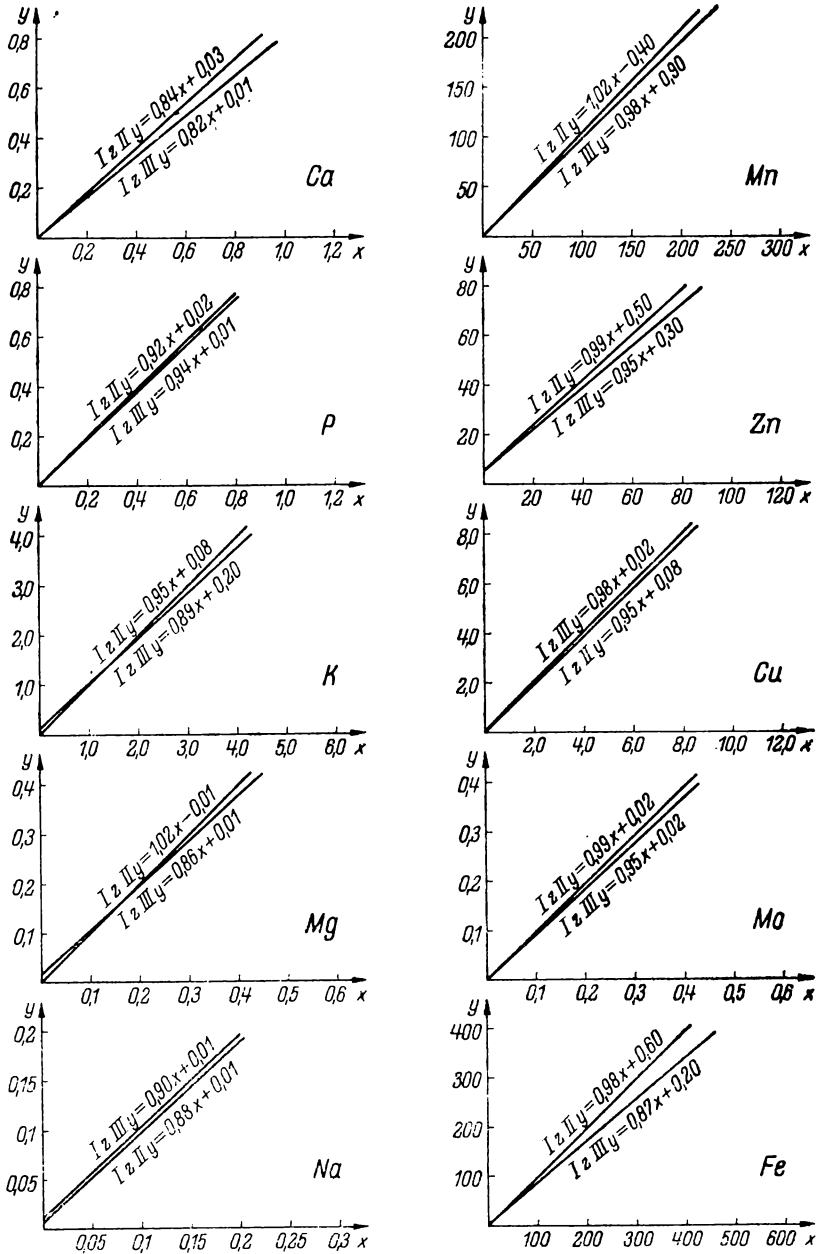 y
0,8
0,6
0,4
0,2
I z II y=0,84x+0,03
I z III y=0,82x+0,01
Ca
0,2 0,4 0,6 0,8 1,0 1,2 x
y
200
150
100
50
I z II y=1,02x-0,40
I z III y=0,98x+0,90
Mn
50 100 150 200 250 300 x
y
0,8
0,6
0,4
0,2
I z II y=0,92x+0,02
I z III y=0,94x+0,01
P
0,2 0,4 0,6 0,8 1,0 1,2 x
y
80
60
40
20
I z II y=0,99x+0,50
I z III y=0,95x+0,30
Zn
20 40 60 80 100 120 x
y
4,0
3,0
2,0
1,0
I z II y=0,95x+0,08
I z III y=0,89x+0,20
K
1,0 2,0 3,0 4,0 5,0 6,0 x
y
8,0
6,0
4,0
2,0
I z III y=0,98x+0,02
I z II y=0,95x+0,08
Cu
2,0 4,0 6,0 8,0 10,0 12,0 x
y
0,4
0,3
0,2
0,1
I z II y=1,02x-0,01
I z III y=0,86x+0,01
Mg
0,1 0,2 0,3 0,4 0,5 0,6 x
y
0,4
0,3
0,2
0,1
I z II y=0,99x+0,02
I z III y=0,95x+0,02
Mo
0,1 0,2 0,3 0,4 0,5 0,6 x
y
0,2
0,15
0,1
0,05
I z III y=0,90x+0,01
I z II y=0,88x+0,01
Na
0,05 0,1 0,15 0,2 0,25 0,3 x
y
400
300
200
100
I z II y=0,98x+0,60
I z III y=0,87x+0,20
Fe
100 200 300 400 500 600 x